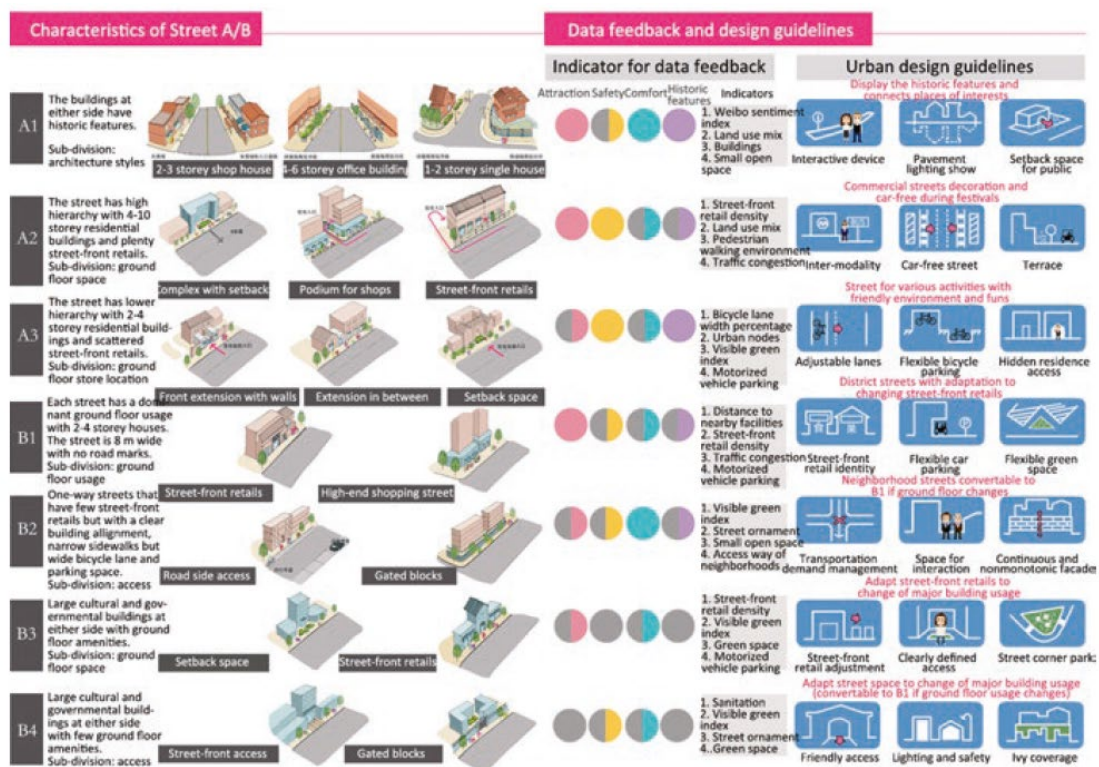 Characteristics of Street A/B
Data feedback and design guidelines
Indicator for data feedback
Urban design guidelines
Attraction
Safety
Comfort
Historic
features
Indicators
A1
The buildings at
either side have
historic features.
Sub-division:
architecture styles
2-3 storey shop house
4-6 storey office building
1-2 storey single house
1. Weibo sentiment
index
2. Land use mix
3. Buildings
4. Small open
space
Display the historic features and
connects places of interests
Interactive device
Pavement
lighting show
Setback space
for public
A2
The street has high
hierarchy with 4-10
storey residential
buildings and plenty
street-front retails.
Sub-division: ground
floor space
Complex with setback
Podium for shops
Street-front retails
1. Street-front
retail density
2. Land use mix
3. Pedestrian
walking environment
4. Traffic congestion
Commercial streets decoration and
car-free during festivals
Inter-modality
Car-free street
Terrace
A3
The street has lower
hierarchy with 2-4
storey residential build-
ings and scattered
street-front retails.
Sub-division: ground
floor store location
Front extension with walls
Extension in between
Setback space
1. Bicycle lane
width percentage
2. Urban nodes
3. Visible green
index
4. Motorized
vehicle parking
Street for various activities with
friendly environment and funs
Adjustable lanes
Flexible bicycle
parking
Hidden residence
access
B1
Each street has a domi-
nant ground floor usage
with 2-4 storey houses.
The street is 8 m wide
with no road marks.
Sub-division: ground
floor usage
Street-front retails
High-end shopping street
1. Distance to
nearby facilities
2. Street-front
retail density
3. Traffic congestion
4. Motorized
vehicle parking
District streets with adaptation to
changing street-front retails
Street-front
retail identity
Flexible car
parking
Flexible green
space
B2
One-way streets that
have few street-front
retails but with a clear
building allignment,
narrow sidewalks but
wide bicycle lane and
parking space.
Sub-division: access
Road side access
Gated blocks
1. Visible green
index
2. Street ornament
3. Small open space
4. Access way of
neighborhoods
Neighborhood streets convertable to
B1 if ground floor changes
Transportation
demand management
Space for
interaction
Continuous and
nonmonotonic facades
B3
Large cultural and gov-
ernmental buildings at
either side with ground
floor amenities.
Sub-division: ground
floor space
Setback space
Street-front retails
1. Street-front
retail density
2. Visible green
index
3. Green space
4. Motorized
vehicle parking
Adapt street-front retails to
change of major building usage
Street-front
retail adjustment
Clearly defined
access
Street corner park
B4
Large cultural and
governmental build-
ings at either side
with few ground floor
amenities.
Sub-division: access
Street-front access
Gated blocks
1. Sanitation
2. Visible green
index
3. Street ornament
4..Green space
Adapt street space to change of major building usage
(convertable to B1 if ground floor usage changes)
Friendly access
Lighting and safety
Ivy coverage